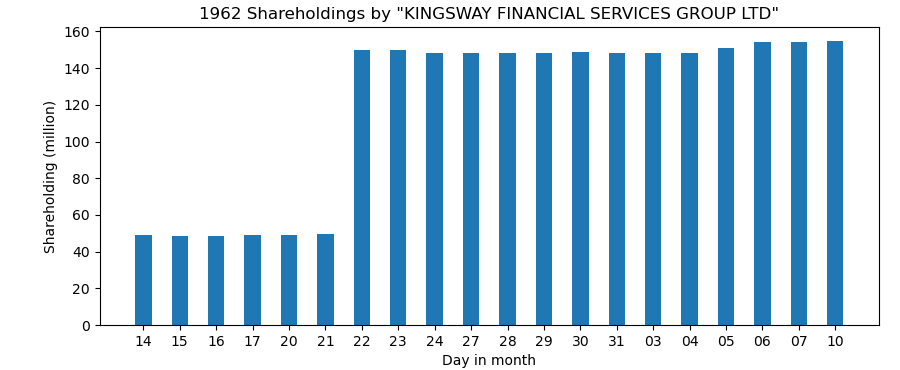 1962 Shareholdings by "KINGSWAY FINANCIAL SERVICES GROUP LTD"
Shareholding (million)
160
140
120
100
80
60
40
20
0
14 15 16 17 20 21 22 23 24 27 28 29 30 31 03 04 05 06 07 10
Day in month